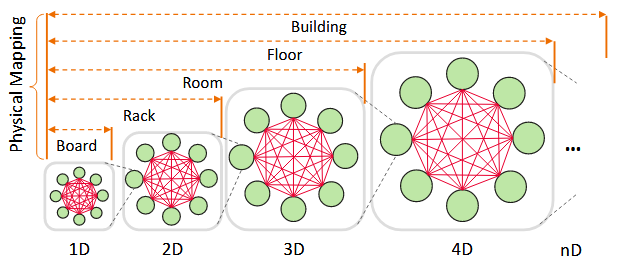 Physical Mapping
Building
Floor
Room
Rack
Board
...
1D
2D
3D
4D
nD